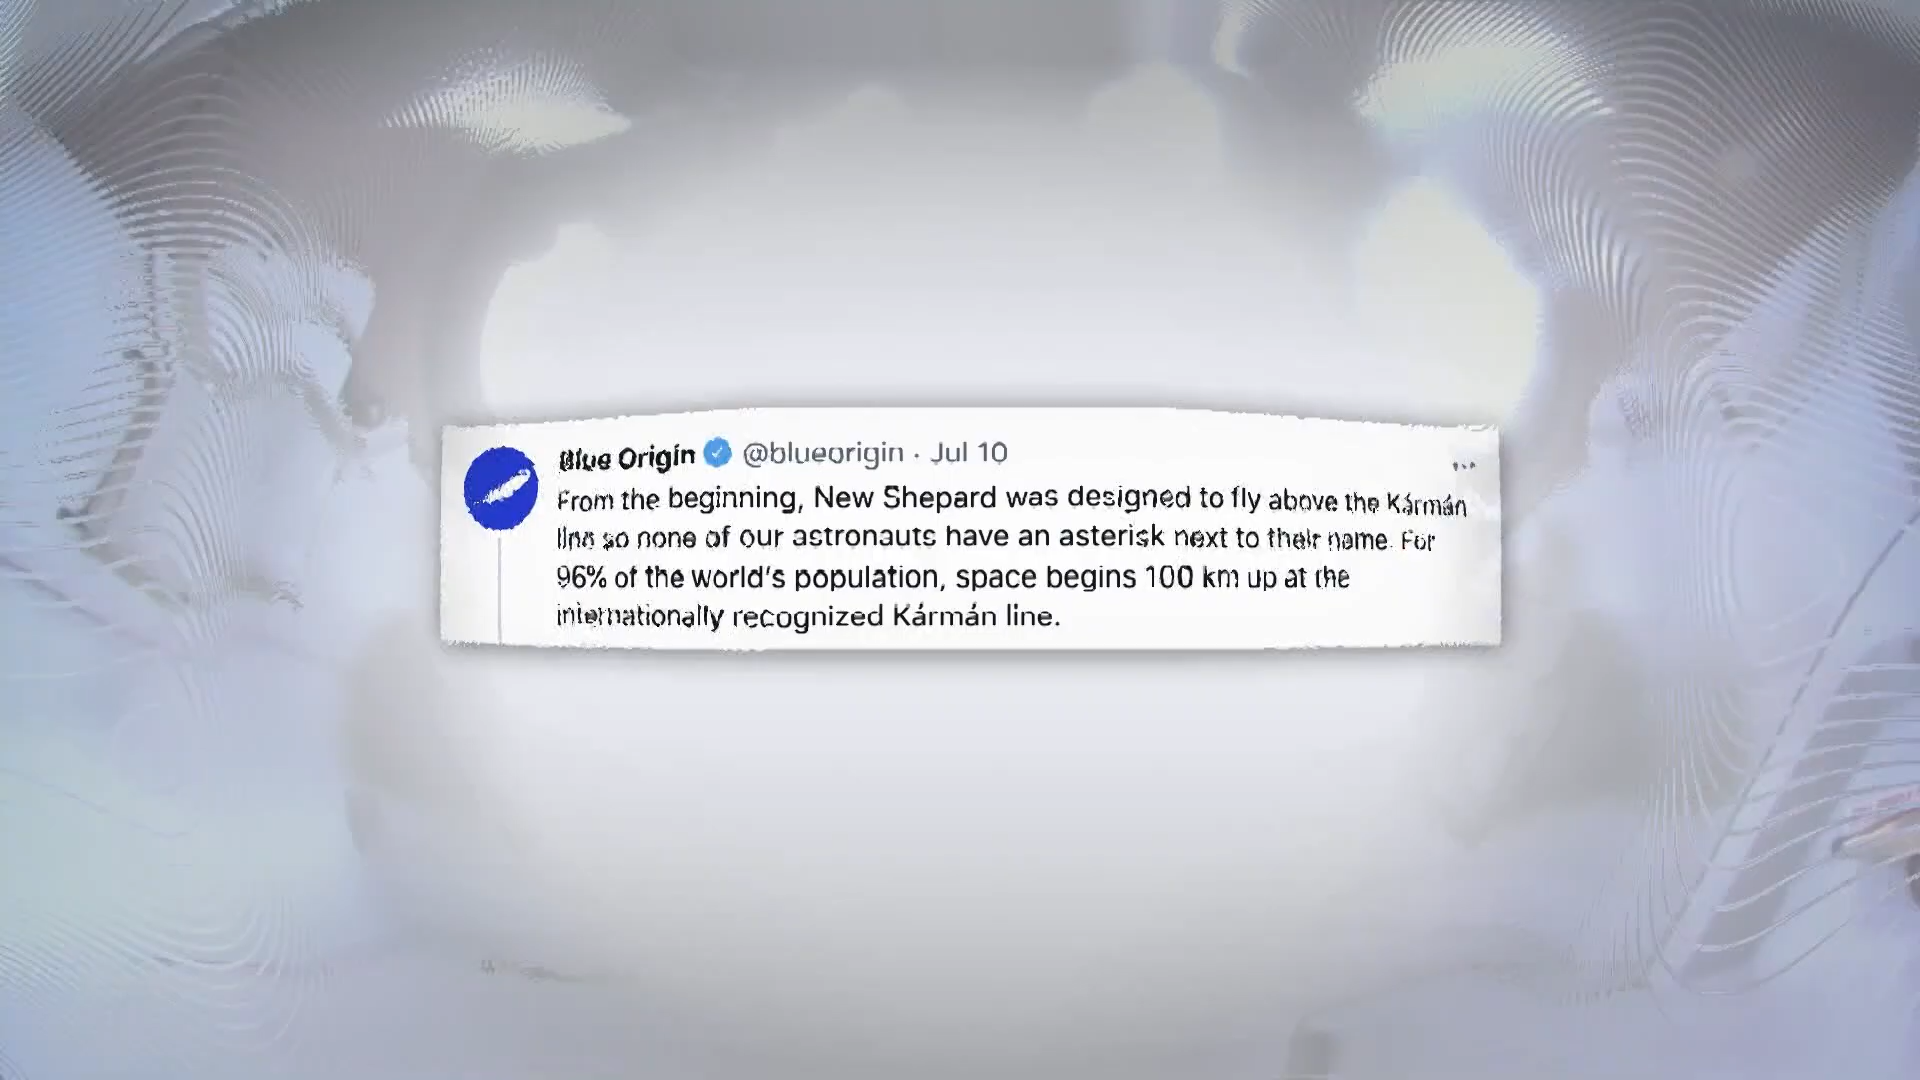 Blue Origin @blueorigin · Jul 10
From the beginning, New Shepard was designed to fly above the Kármán
line so none of our astronauts have an asterisk next to their name. For
96% of the world's population, space begins 100 km up at the
internationally recognized Kármán line.